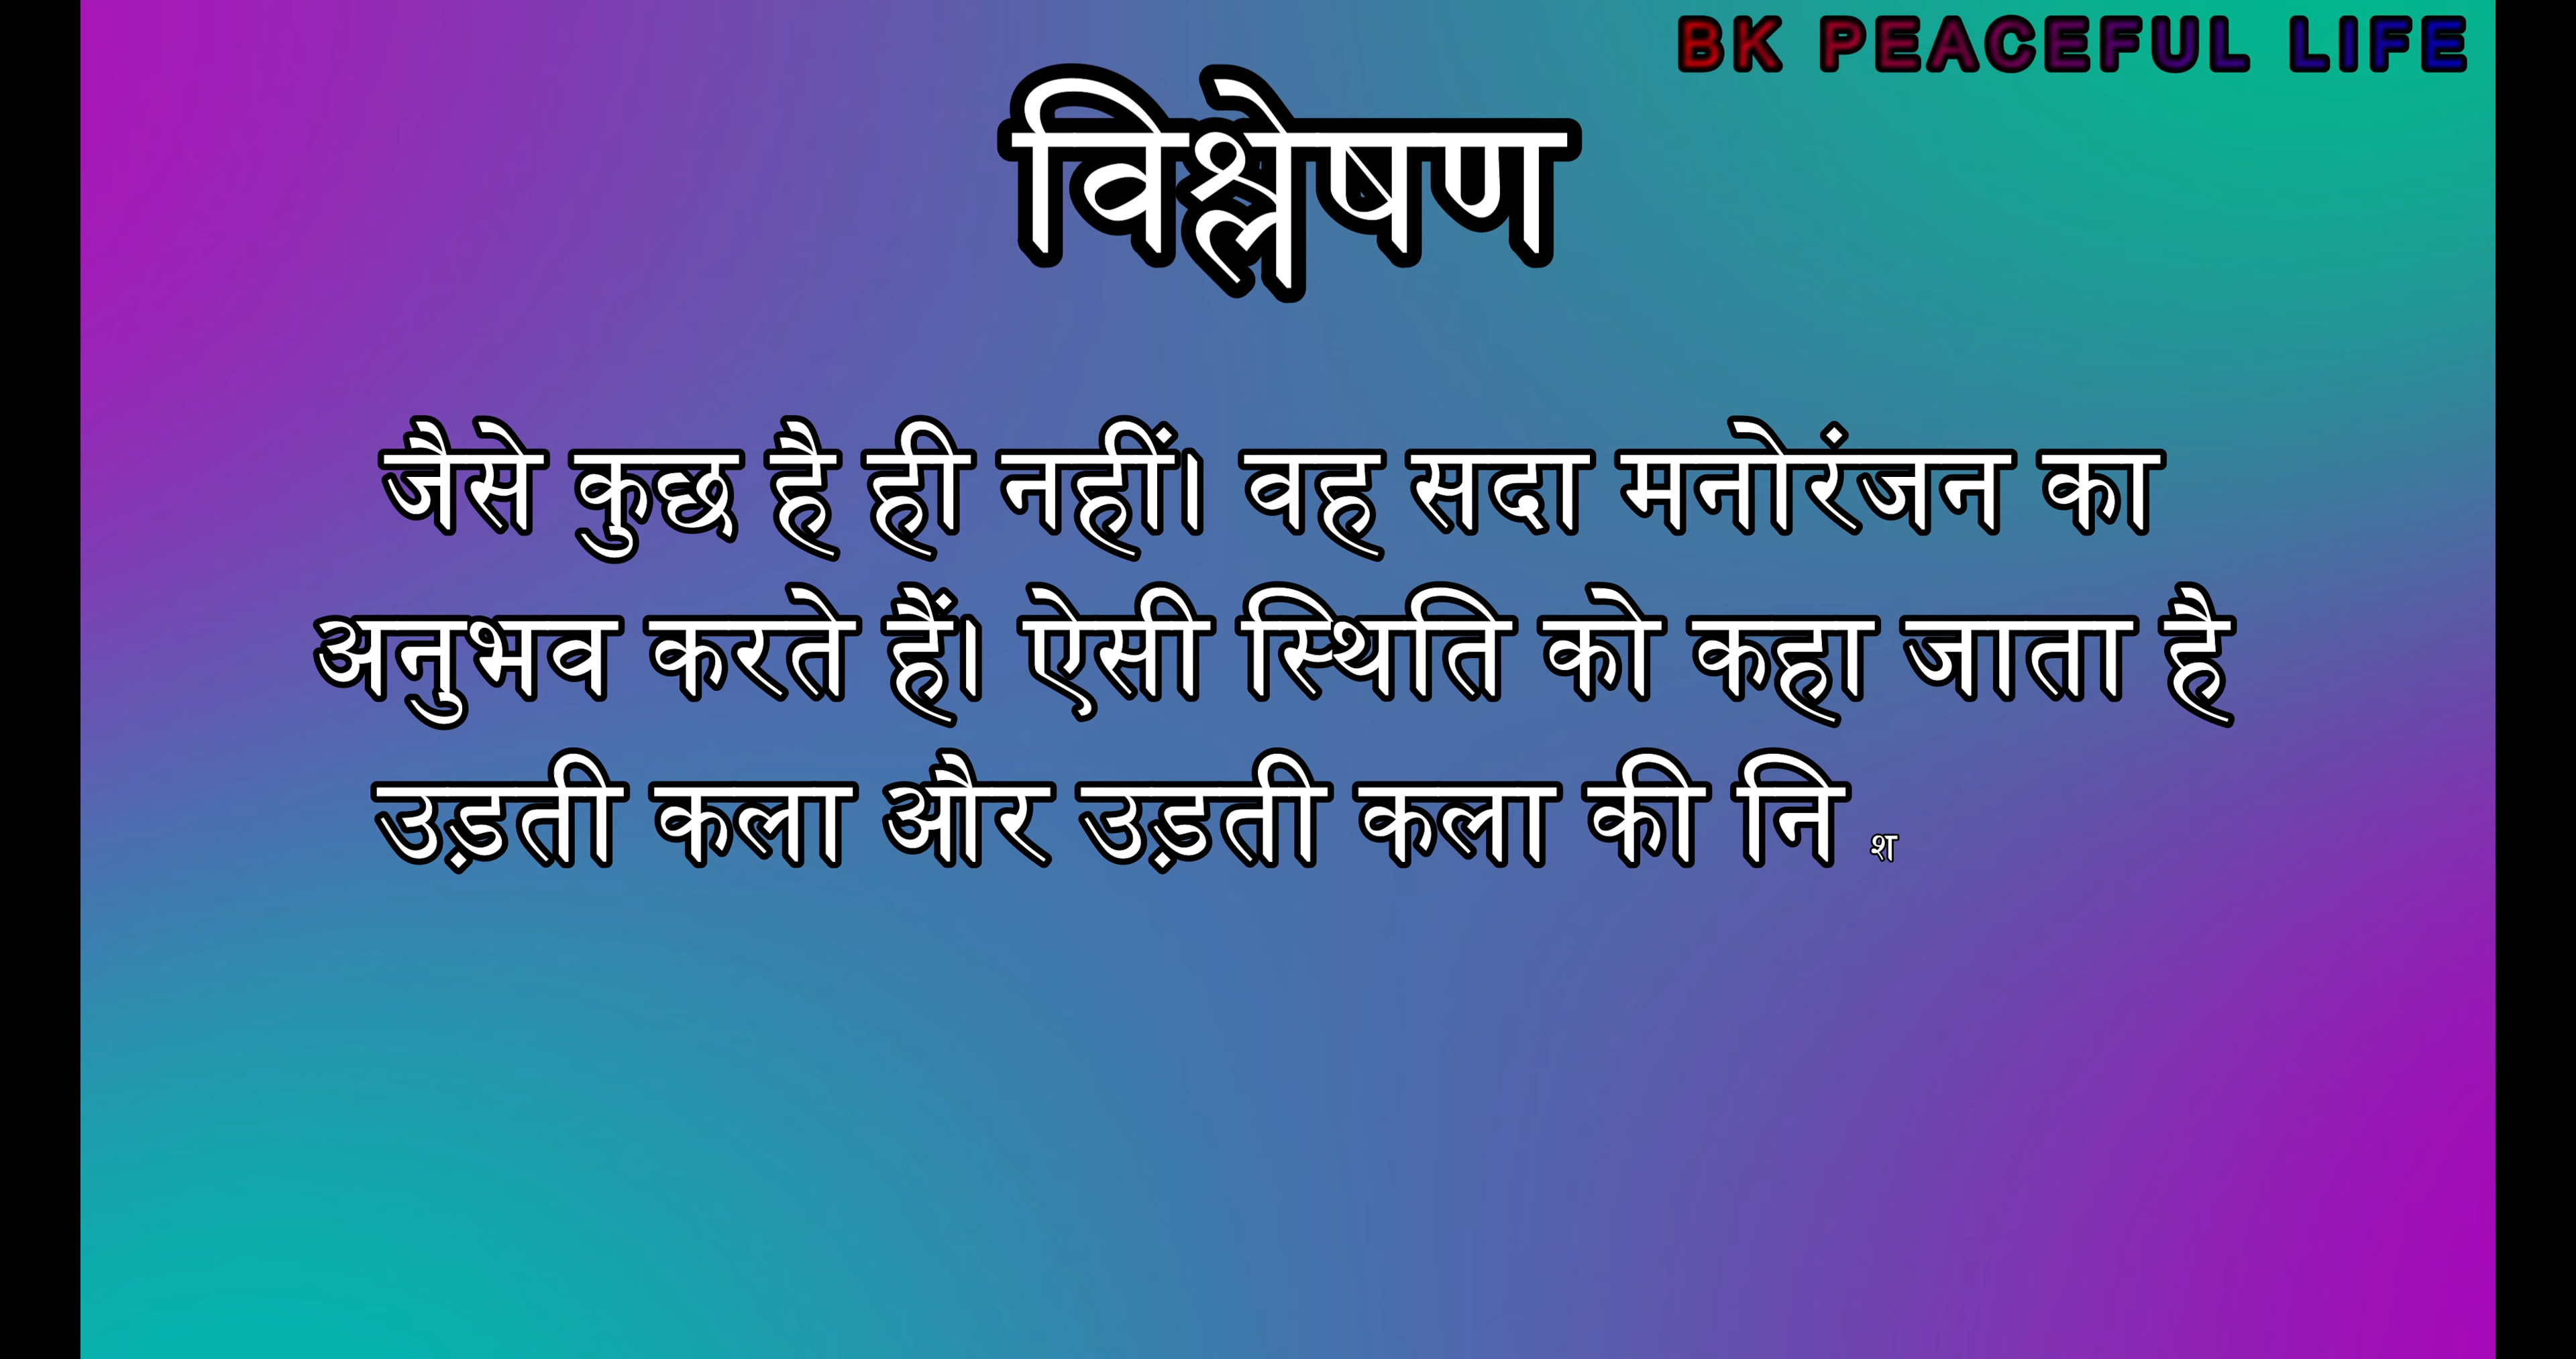 BK PEACEFUL LIFE
विश्लेषण
जैसे कुछ है ही नहीं। वह सदा मनोरंजन का
अनुभव करते हैं। ऐसी स्थिति को कहा जाता है
उड़ती कला और उड़ती कला की नि श